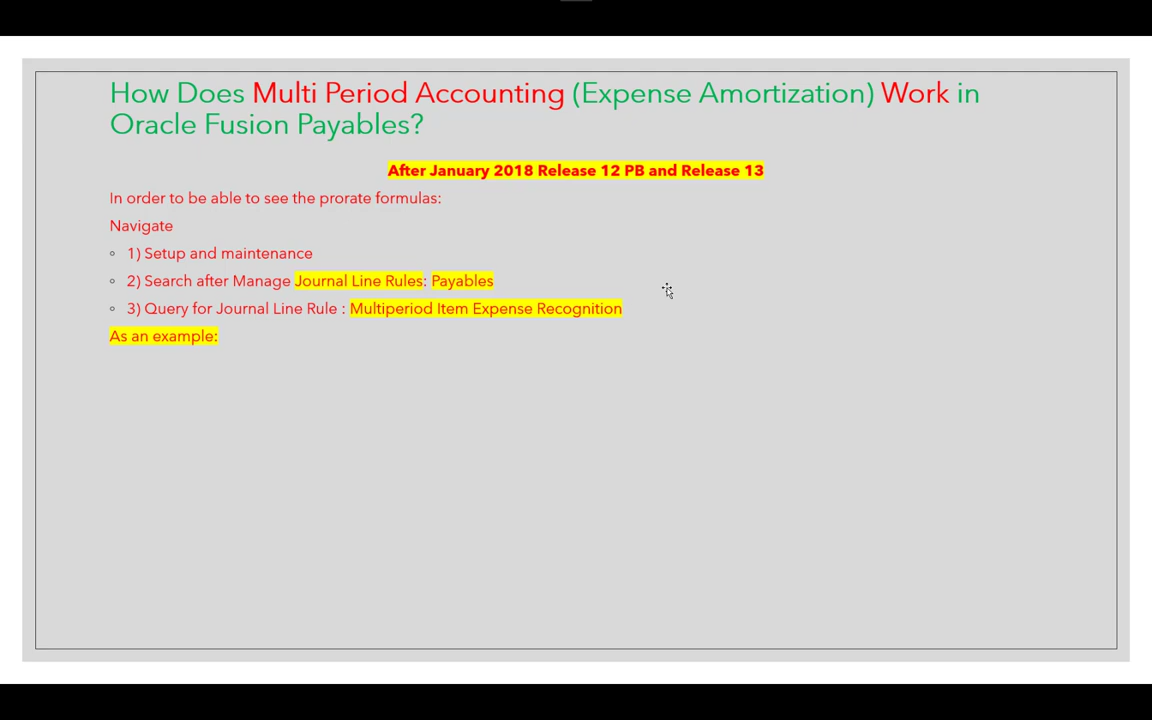 How Does Multi Period Accounting (Expense Amortization) Work in
Oracle Fusion Payables?
After January 2018 Release 12 PB and Release 13
In order to be able to see the prorate formulas:
Navigate
◦ 1) Setup and maintenance
◦ 2) Search after Manage Journal Line Rules: Payables
◦ 3) Query for Journal Line Rule : Multiperiod Item Expense Recognition
As an example: